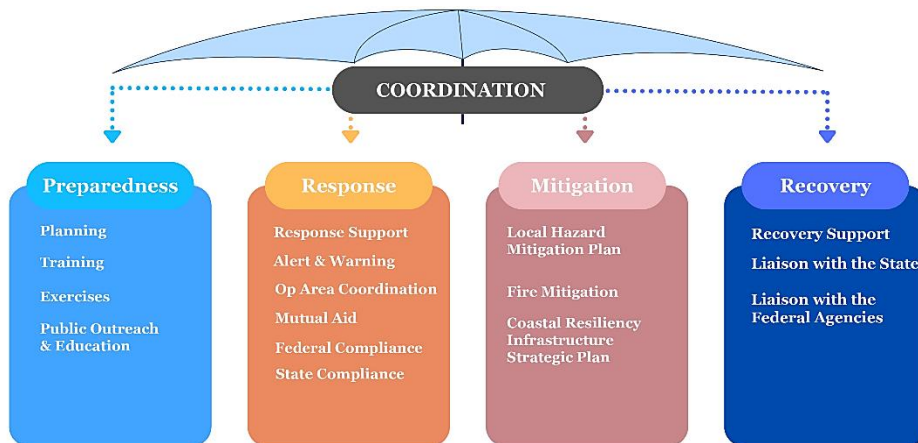 COORDINATION
Preparedness
Planning
Training
Exercises
Public Outreach
& Education
Response
Response Support
Alert & Warning
Op Area Coordination
Mutual Aid
Federal Compliance
State Compliance
Mitigation
Local Hazard
Mitigation Plan
Fire Mitigation
Coastal Resiliency
Infrastructure
Strategic Plan
Recovery
Recovery Support
Liaison with the State
Liaison with the
Federal Agencies